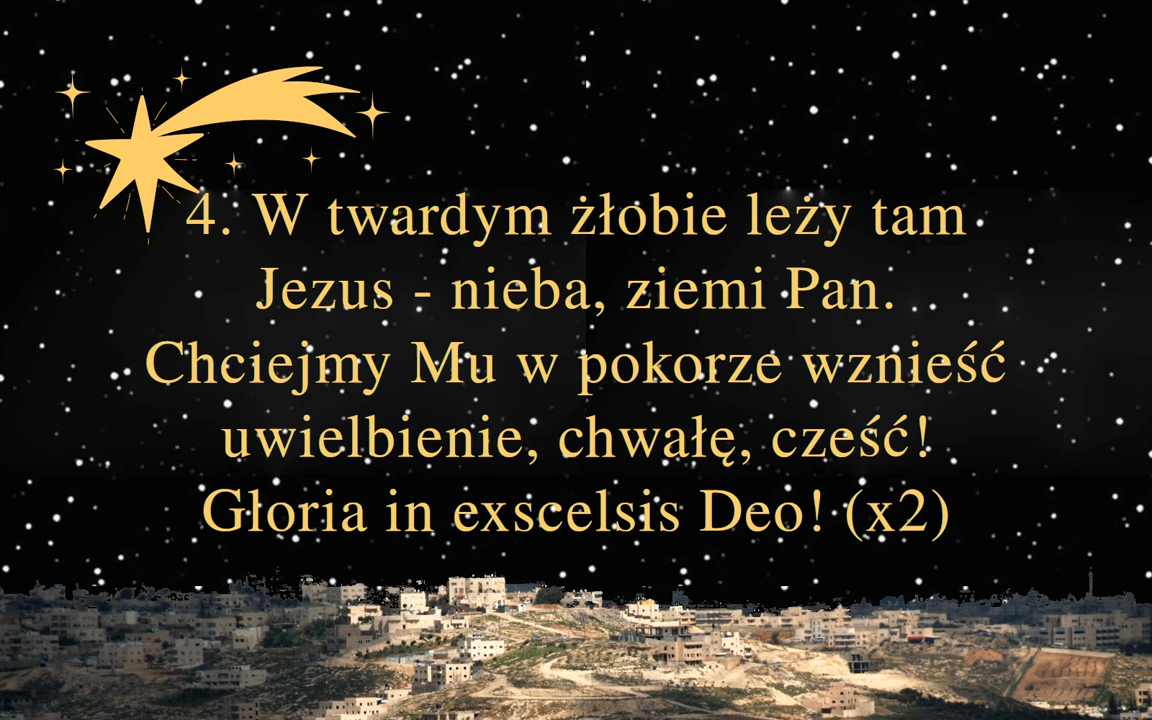 4. W twardym żłobie leży tam
Jezus - nieba, ziemi Pan.
Chciejmy Mu w pokorze wznieść
uwielbienie, chwałę, cześć!
Gloria in exscelsis Deo! (x2)